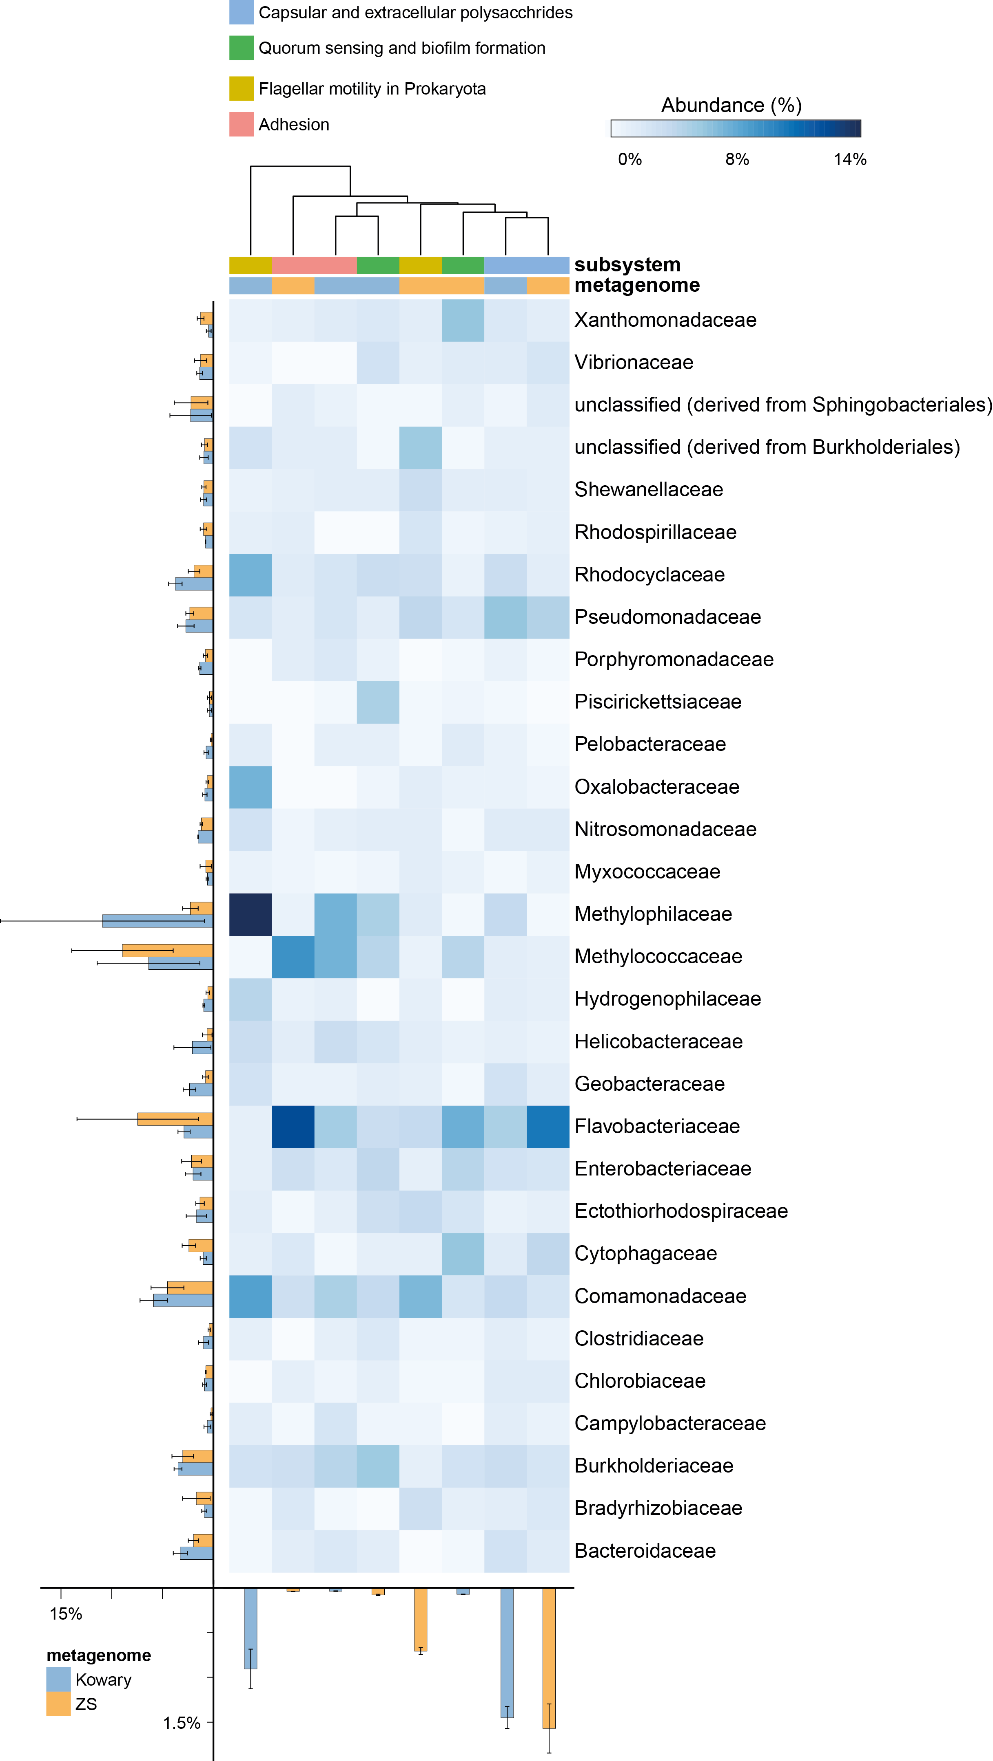 Capsular and extracellular polysacchrides
Quorum sensing and biofilm formation
Flagellar motility in Prokaryota
Adhesion
Abundance (%)
0% 8% 14%
subsystem
metagenome
Xanthomonadaceae
Vibrionaceae
unclassified (derived from Sphingobacteriales)
unclassified (derived from Burkholderiales)
Shewanellaceae
Rhodospirillaceae
Rhodocyclaceae
Pseudomonadaceae
Porphyromonadaceae
Piscirickettsiaceae
Pelobacteraceae
Oxalobacteraceae
Nitrosomonadaceae
Myxococcaceae
Methylophilaceae
Methylococcaceae
Hydrogenophilaceae
Helicobacteraceae
Geobacteraceae
Flavobacteriaceae
Enterobacteriaceae
Ectothiorhodospiraceae
Cytophagaceae
Comamonadaceae
Clostridiaceae
Chlorobiaceae
Campylobacteraceae
Burkholderiaceae
Bradyrhizobiaceae
Bacteroidaceae
15%
metagenome
Kowary
ZS
1.5%